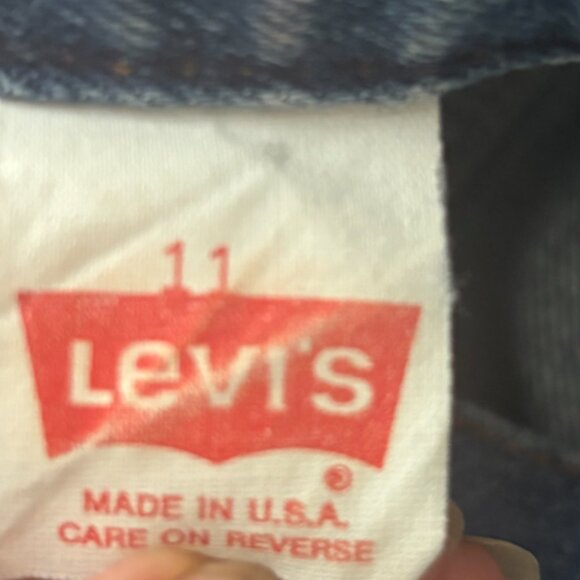 11
Levi's
®
MADE IN U.S.A.
CARE ON REVERSE